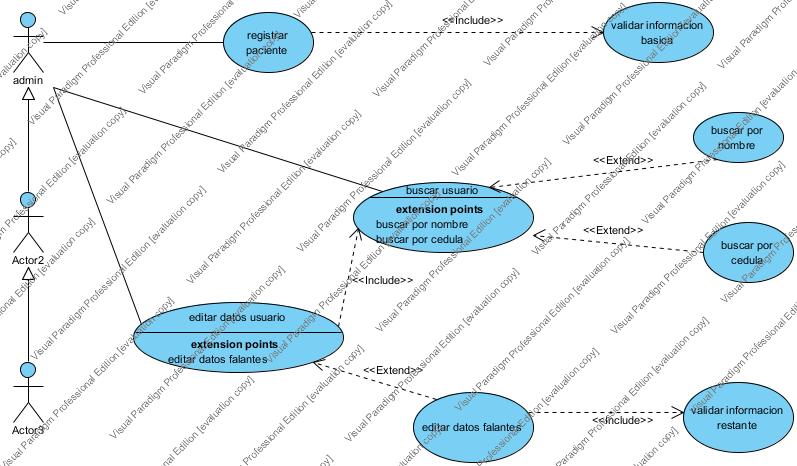 registrar
paciente
<<Include>>
validar informacion
basica
admin
buscar por
nombre
<<Extend>>
buscar usuario
extension points
buscar por nombre
buscar por cedula
<<Extend>>
buscar por
cedula
Actor2
<<Include>>
editar datos usuario
extension points
editar datos falantes
<<Extend>>
Actor3
editar datos falantes
<<Include>>
validar informacion
restante
Visual Paradigm Professional Edition [evaluation copy]